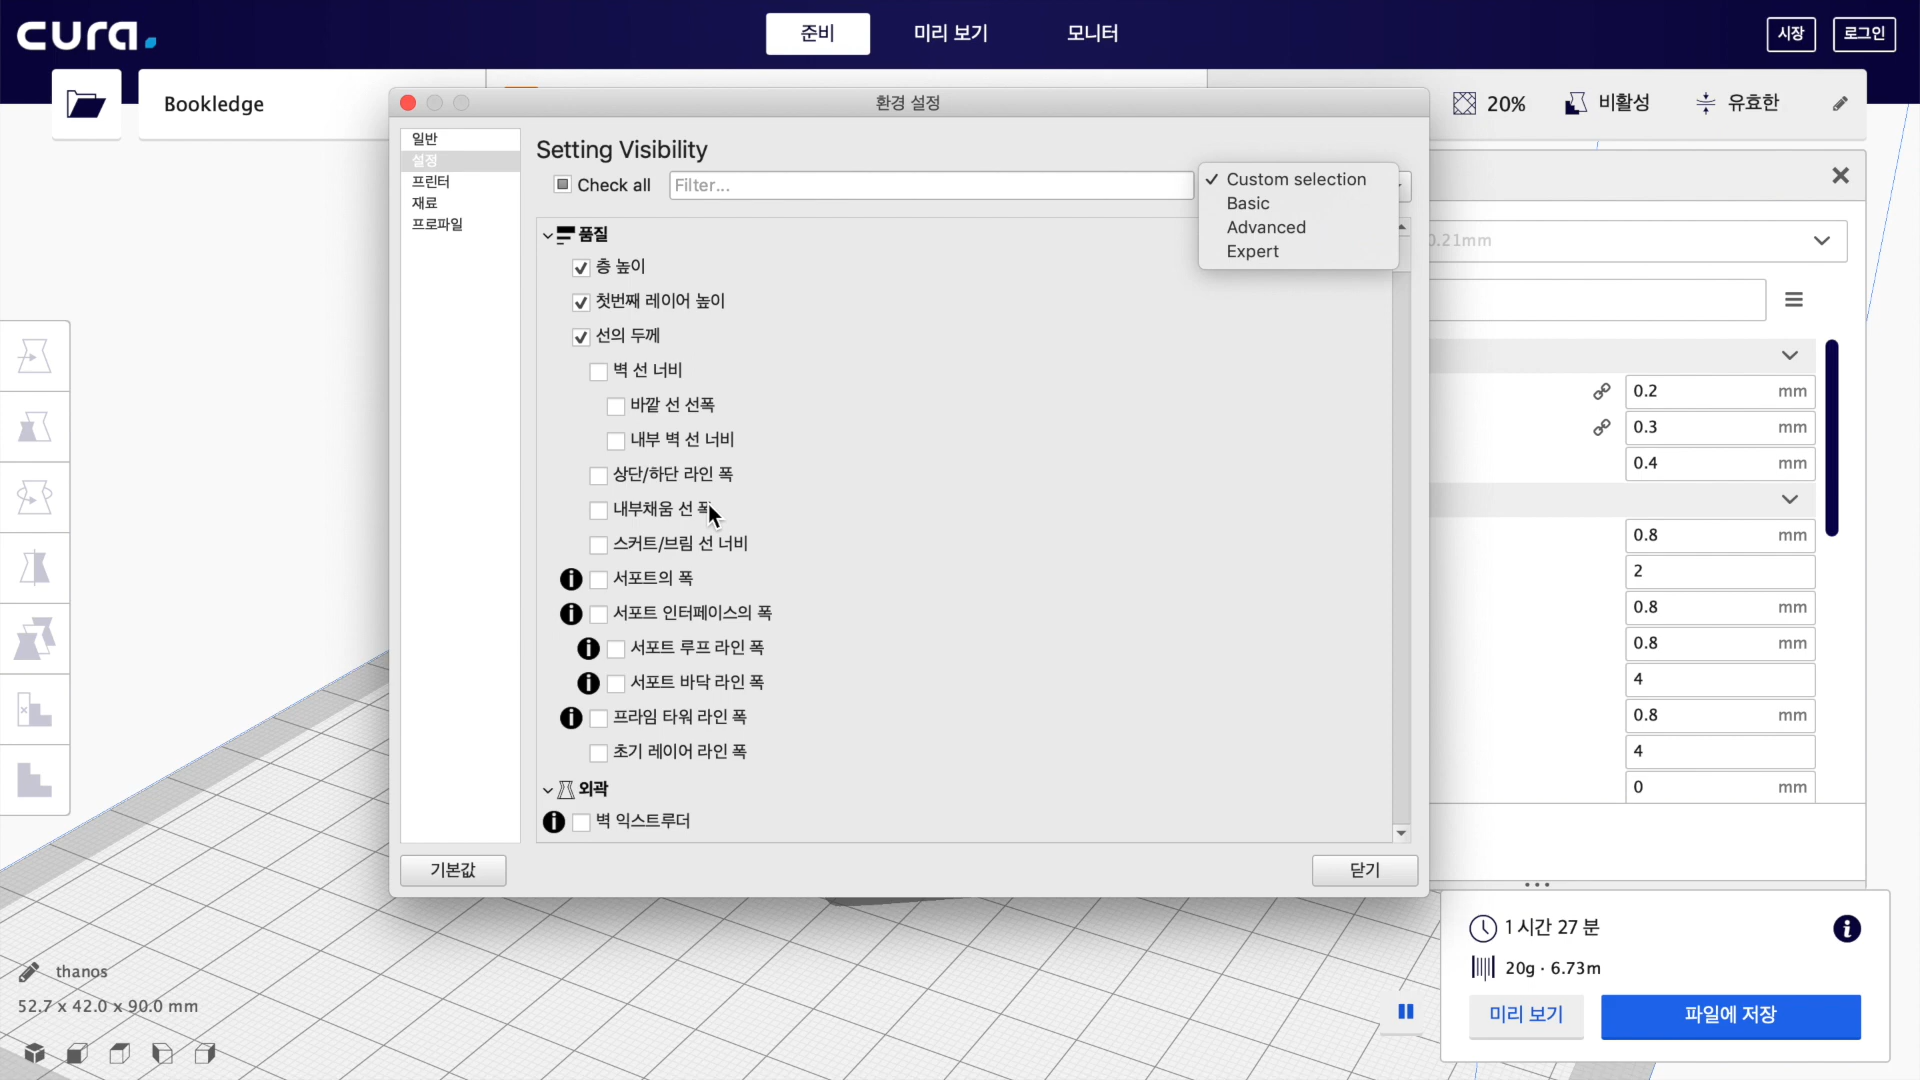 cura.
준비
미리 보기
모니터
시장
로그인
Bookledge
20%
비활성
유효한
환경 설정
일반
설정
프린터
재료
프로파일
Setting Visibility
Check all
Filter...
Custom selection
Basic
Advanced
Expert
품질
층 높이
첫번째 레이어 높이
선의 두께
벽 선 너비
바깥 선 선폭
내부 벽 선 너비
상단/하단 라인 폭
내부채움 선 폭
스커트/브림 선 너비
서포트의 폭
서포트 인터페이스의 폭
서포트 루프 라인 폭
서포트 바닥 라인 폭
프라임 타워 라인 폭
초기 레이어 라인 폭
외곽
벽 익스트루더
기본값
닫기
0.21mm
0.2 mm
0.3 mm
0.4 mm
0.8 mm
2
0.8 mm
0.8 mm
4
0.8 mm
4
0 mm
1 시간 27 분
20g · 6.73m
미리 보기
파일에 저장
thanos
52.7 x 42.0 x 90.0 mm